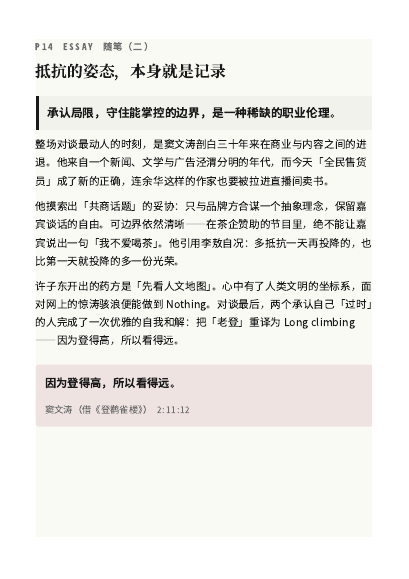 P14 ESSAY 随笔（二）
抵抗的姿态，本身就是记录
承认局限，守住能掌控的边界，是一种稀缺的职业伦理。
整场对谈最动人的时刻，是窦文涛剖白三十年来在商业与内容之间的进
退。他来自一个新闻、文学与广告泾渭分明的年代，而今天「全民售货
员」成了新的正确，连余华这样的作家也要被拉进直播间卖书。
他摸索出「共商话题」的妥协：只与品牌方合谋一个抽象理念，保留嘉
宾谈话的自由。可边界依然清晰——在茶企赞助的节目里，绝不能让嘉
宾说出一句「我不爱喝茶」。他引用李敖自况：多抵抗一天再投降的，也
比第一天就投降的多一份光荣。
许子东开出的药方是「先看人文地图」。心中有了人类文明的坐标系，面
对网上的惊涛骇浪便能做到 Nothing。对谈最后，两个承认自己「过时」
的人完成了一次优雅的自我和解：把「老登」重译为 Long climbing
——因为登得高，所以看得远。
因为登得高，所以看得远。
窦文涛（借《登鹳雀楼》） 2:11:12